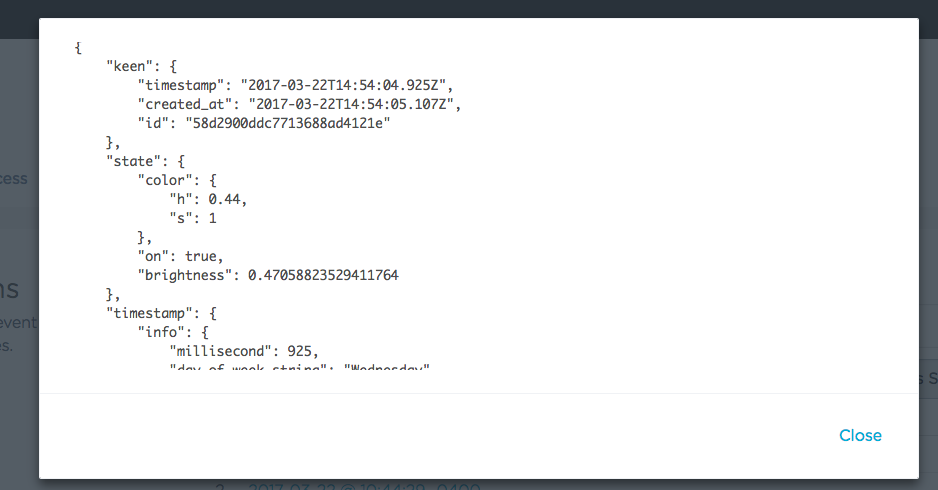 {
    "keen": {
        "timestamp": "2017-03-22T14:54:04.925Z",
        "created_at": "2017-03-22T14:54:05.107Z",
        "id": "58d2900ddc7713688ad4121e"
    },
    "state": {
        "color": {
            "h": 0.44,
            "s": 1
        },
        "on": true,
        "brightness": 0.47058823529411764
    },
    "timestamp": {
        "info": {
            "millisecond": 925,
            "day_of_week_string": "Wednesday"
cess
ns
event
es.
s S
Close
2 2017-03-22 @ 10:44:29 -0400